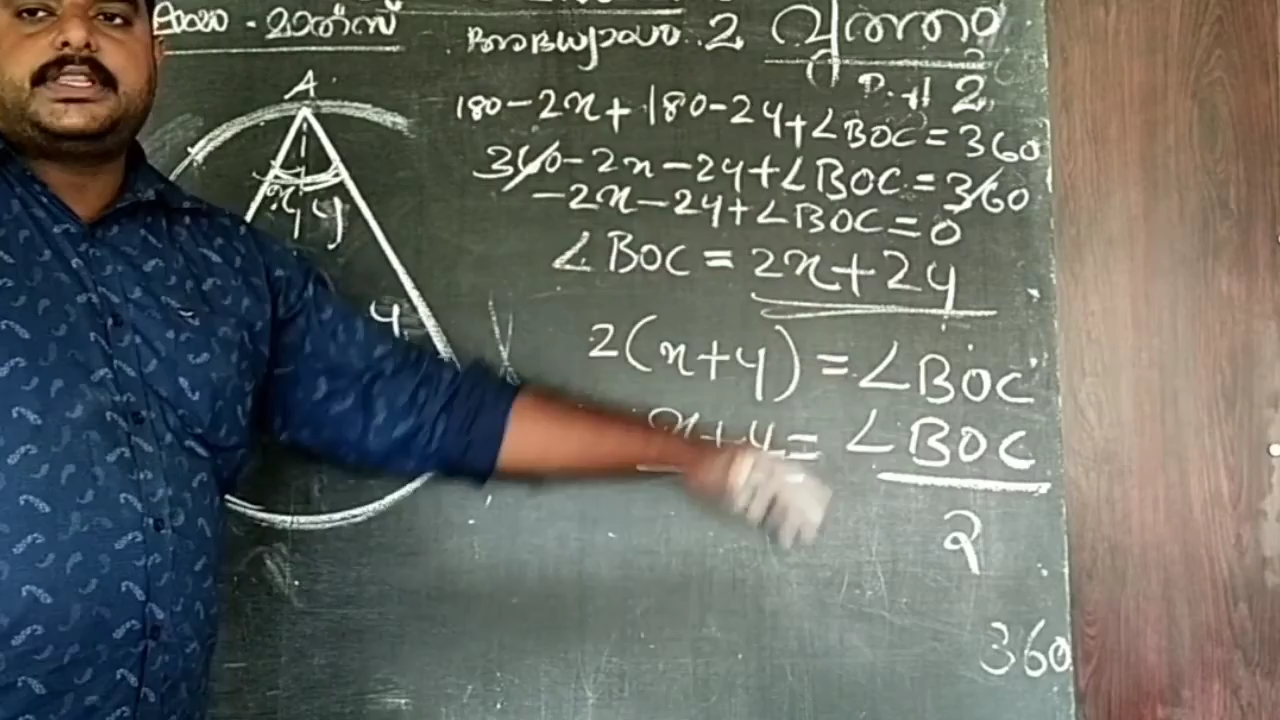 മാത്‌സ്
അദ്ധ്യായം 2 വൃത്തം
2
A
180-2x+180-2y+∠BOC=360
360-2x-2y+∠BOC=360
-2x-2y+∠BOC=0
x y
∠BOC=2x+2y
y
2(x+y)=∠BOC
x+y=∠BOC
2
360